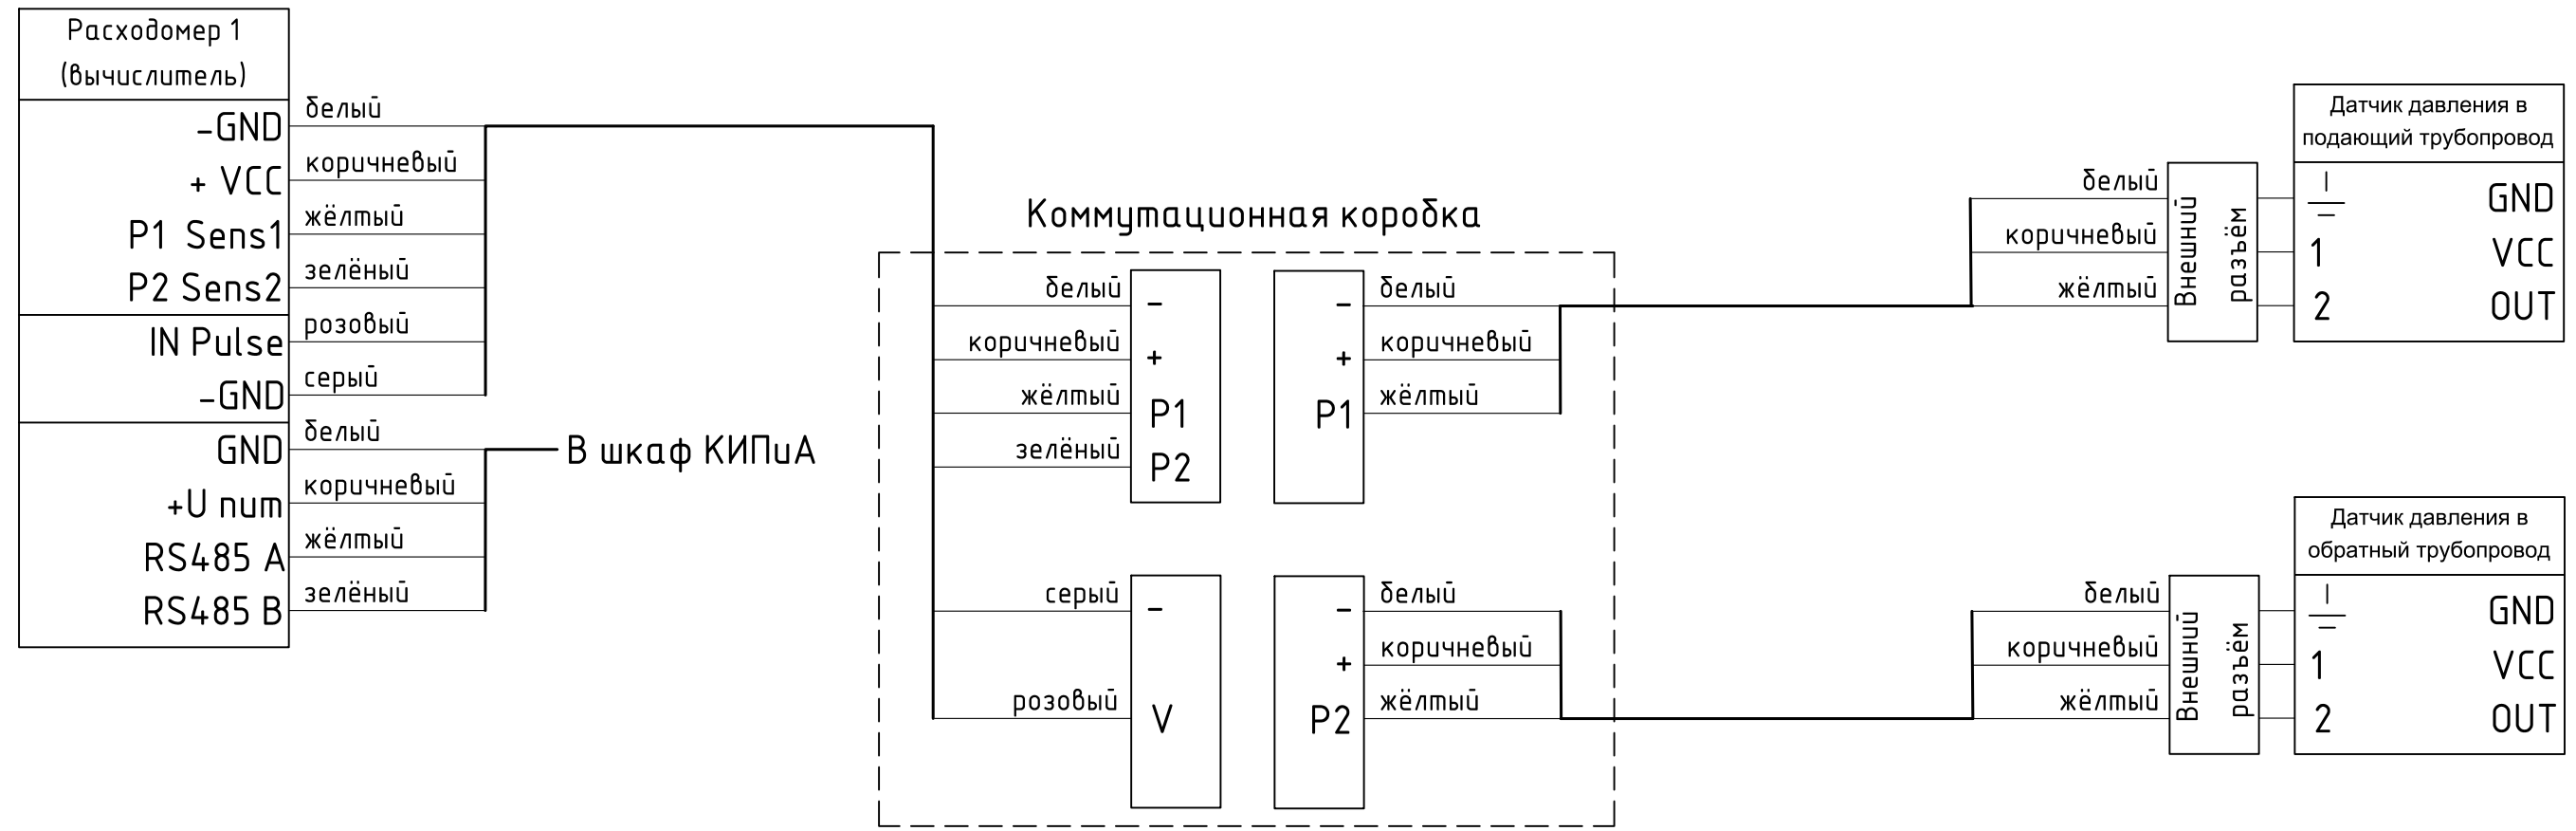 Расходомер 1
(вычислитель)
-GND
белый
+ VCC
коричневый
P1 Sens1
жёлтый
P2 Sens2
зелёный
IN Pulse
розовый
-GND
серый
GND
белый
+U пит
коричневый
RS485 A
жёлтый
RS485 B
зелёный
В шкаф КИПиА
Коммутационная коробка
белый -
коричневый +
жёлтый P1
зелёный P2
- белый
+ коричневый
P1 жёлтый
серый -
розовый V
- белый
+ коричневый
P2 жёлтый
белый
коричневый
жёлтый
Внешний
разъём
Датчик давления в
подающий трубопровод
GND
1 VCC
2 OUT
белый
коричневый
жёлтый
Внешний
разъём
Датчик давления в
обратный трубопровод
GND
1 VCC
2 OUT